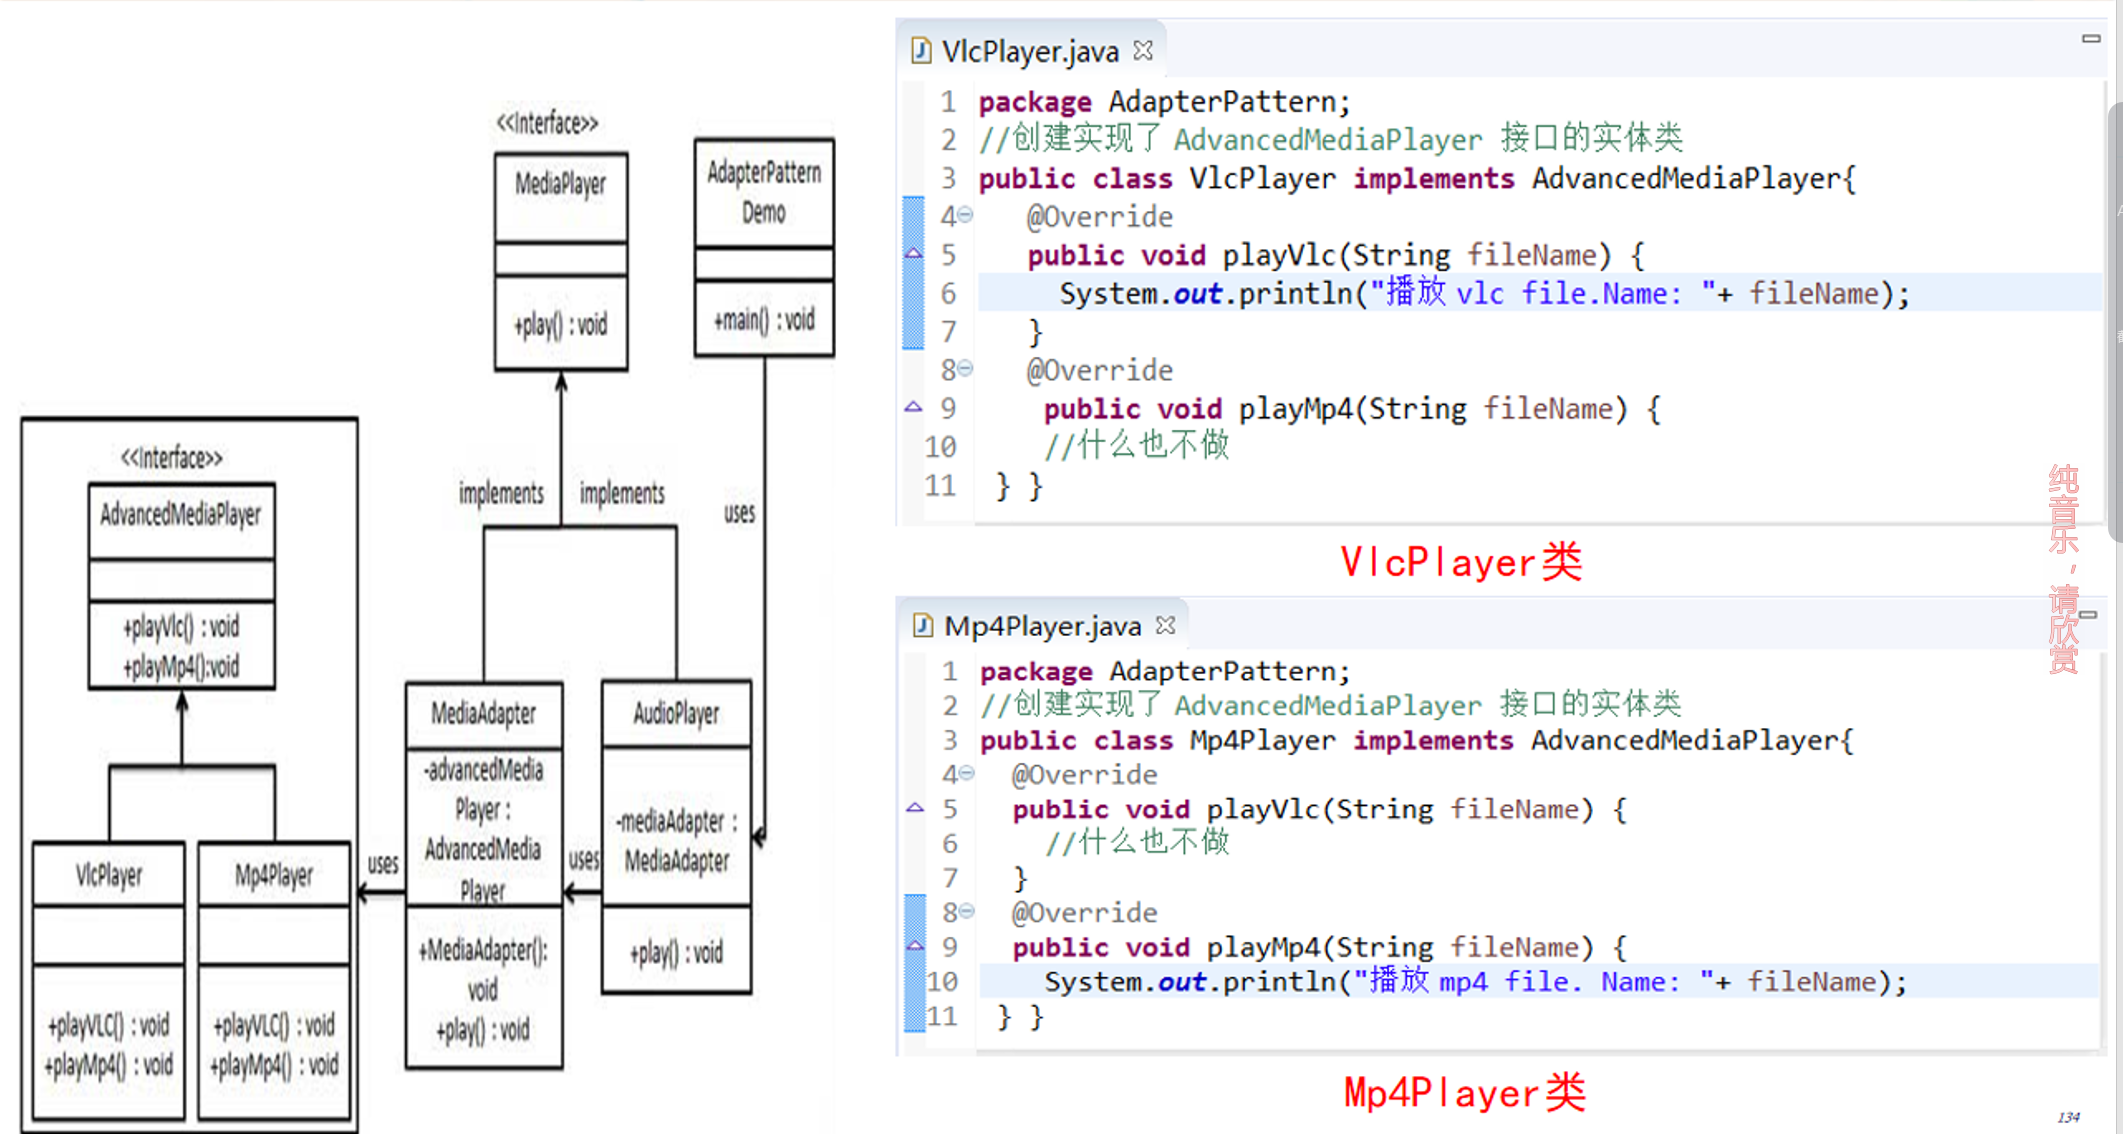 <<Interface>>
MediaPlayer
+play() : void
AdapterPattern
Demo
+main() : void
implements
implements
uses
<<Interface>>
AdvancedMediaPlayer
+playVlc() : void
+playMp4():void
VlcPlayer
+playVLC() : void
+playMp4() : void
Mp4Player
+playVLC() : void
+playMp4() : void
uses
MediaAdapter
-advancedMedia
Player :
AdvancedMedia
Player
+MediaAdapter():
void
+play() : void
uses
AudioPlayer
-mediaAdapter :
MediaAdapter
+play() : void
VlcPlayer.java
1 package AdapterPattern;
2 //创建实现了 AdvancedMediaPlayer 接口的实体类
3 public class VlcPlayer implements AdvancedMediaPlayer{
4 @Override
5 public void playVlc(String fileName) {
6 System.out.println("播放 vlc file.Name: "+ fileName);
7 }
8 @Override
9 public void playMp4(String fileName) {
10 //什么也不做
11 } }
VlcPlayer类
Mp4Player.java
1 package AdapterPattern;
2 //创建实现了 AdvancedMediaPlayer 接口的实体类
3 public class Mp4Player implements AdvancedMediaPlayer{
4 @Override
5 public void playVlc(String fileName) {
6 //什么也不做
7 }
8 @Override
9 public void playMp4(String fileName) {
10 System.out.println("播放 mp4 file. Name: "+ fileName);
11 } }
Mp4Player类
纯音乐，请欣赏
134